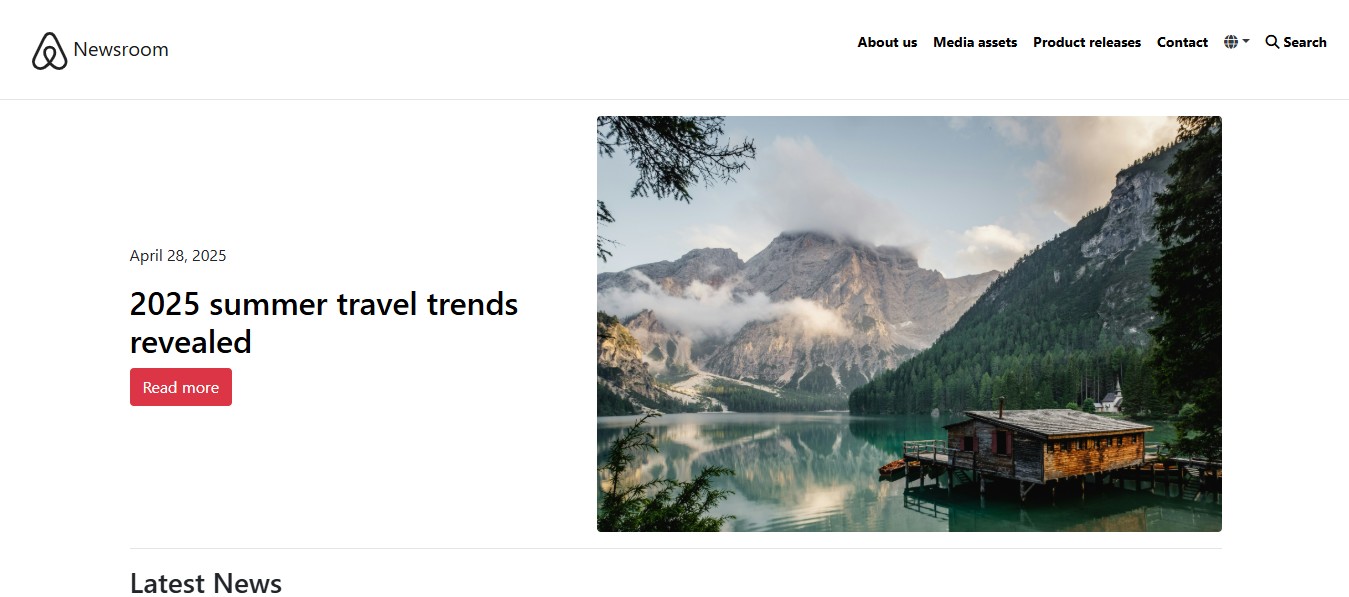 Newsroom
About us Media assets Product releases Contact Search
April 28, 2025
2025 summer travel trends
revealed
Read more
Latest News